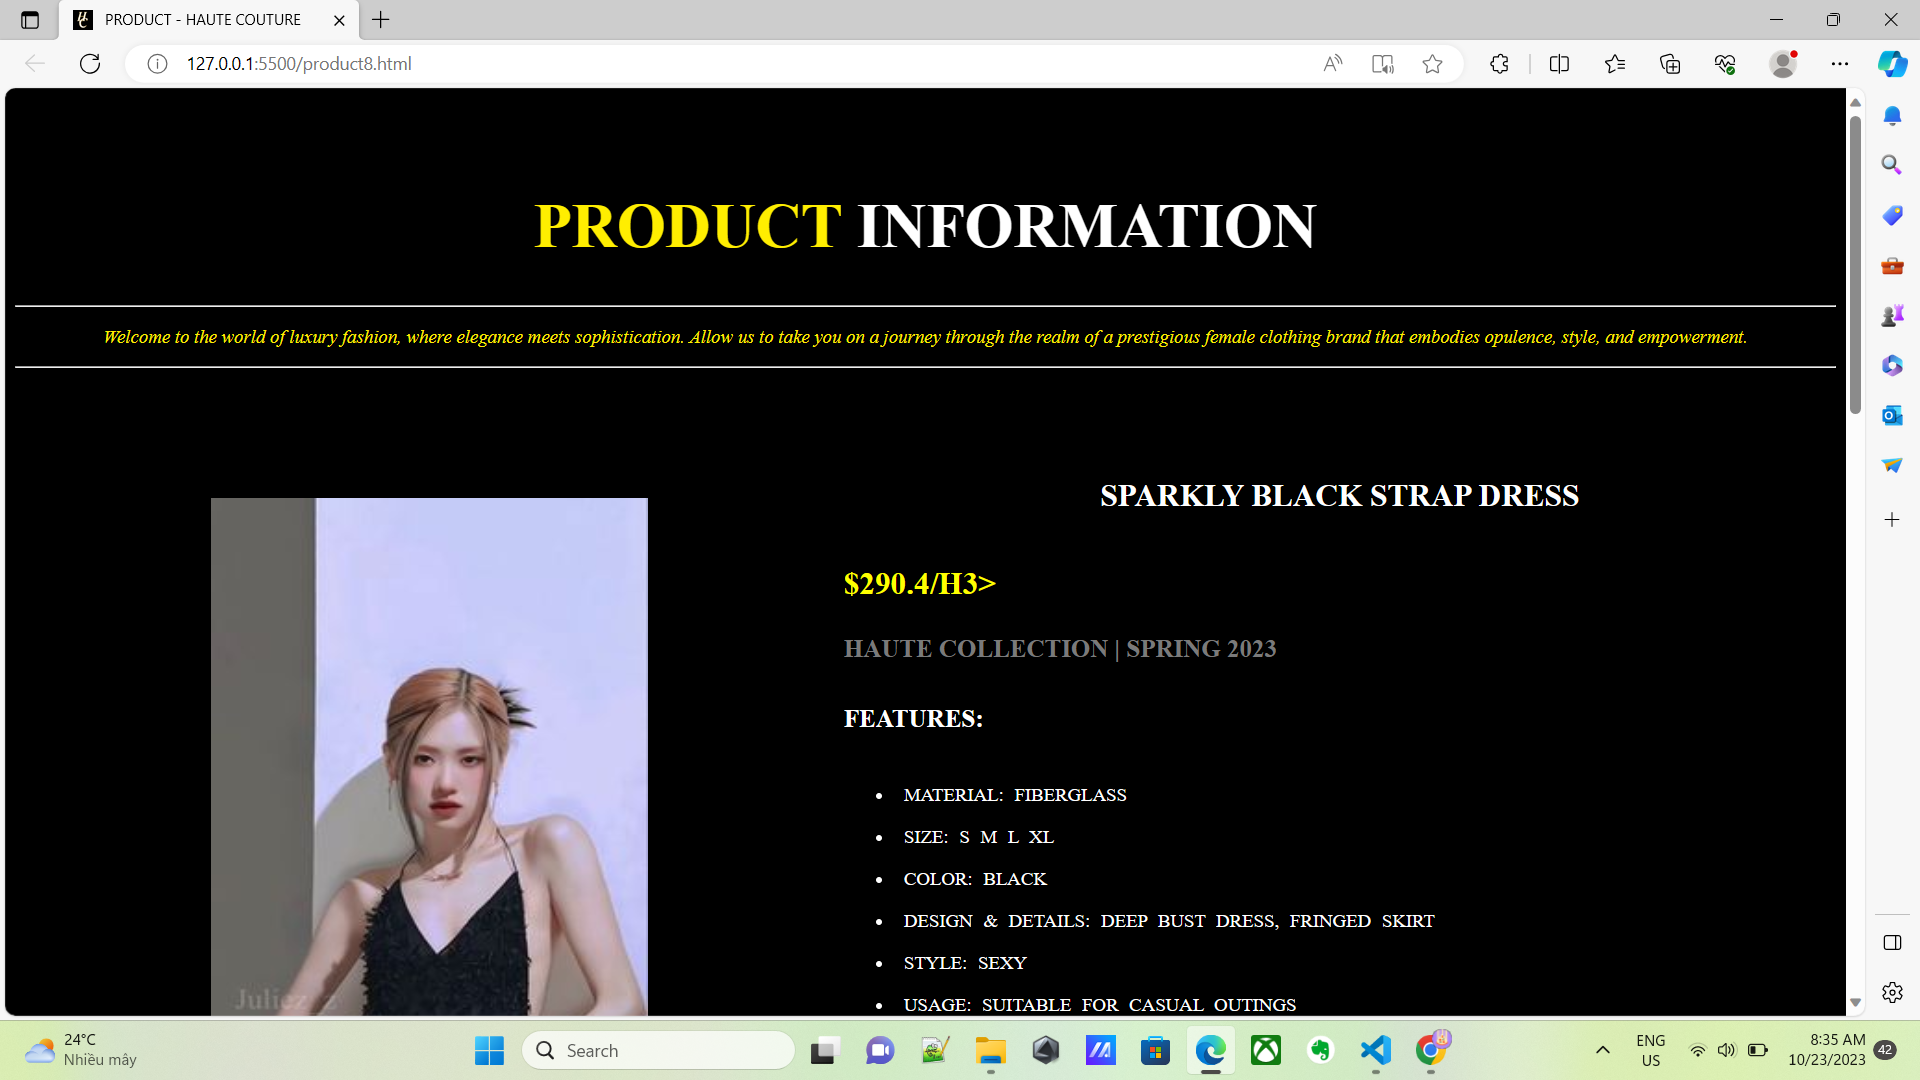 PRODUCT - HAUTE COUTURE
127.0.0.1:5500/product8.html
PRODUCT INFORMATION
Welcome to the world of luxury fashion, where elegance meets sophistication. Allow us to take you on a journey through the realm of a prestigious female clothing brand that embodies opulence, style, and empowerment.
SPARKLY BLACK STRAP DRESS
$290.4/H3>
HAUTE COLLECTION | SPRING 2023
FEATURES:
• MATERIAL: FIBERGLASS
• SIZE: S M L XL
• COLOR: BLACK
• DESIGN & DETAILS: DEEP BUST DRESS, FRINGED SKIRT
• STYLE: SEXY
• USAGE: SUITABLE FOR CASUAL OUTINGS
24°C
Nhiều mây
Search
ENG
US
8:35 AM
10/23/2023
42